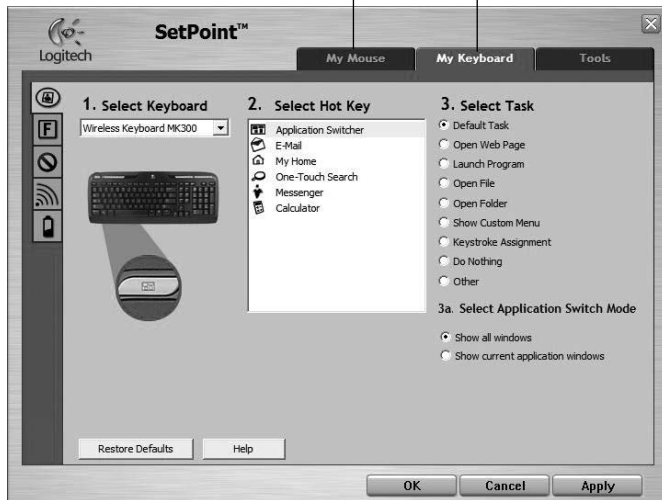 SetPoint™
Logitech
My Mouse
My Keyboard
Tools
1. Select Keyboard
Wireless Keyboard MK300
2. Select Hot Key
Application Switcher
E-Mail
My Home
One-Touch Search
Messenger
Calculator
3. Select Task
Default Task
Open Web Page
Launch Program
Open File
Open Folder
Show Custom Menu
Keystroke Assignment
Do Nothing
Other
3a. Select Application Switch Mode
Show all windows
Show current application windows
F
Restore Defaults
Help
OK
Cancel
Apply